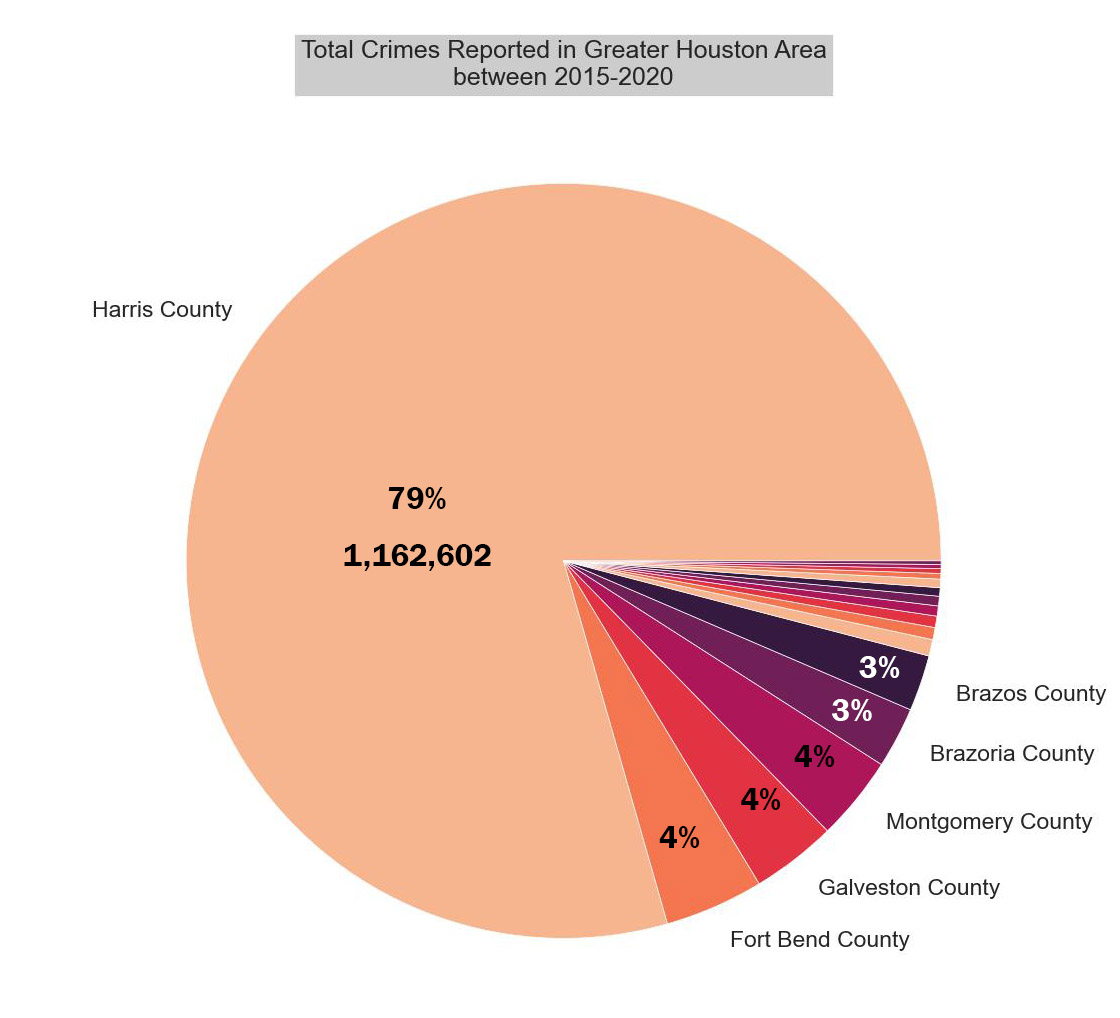 Total Crimes Reported in Greater Houston Area
between 2015-2020
Harris County
79%
1,162,602
3%
Brazos County
3%
Brazoria County
4%
Montgomery County
4%
Galveston County
4%
Fort Bend County